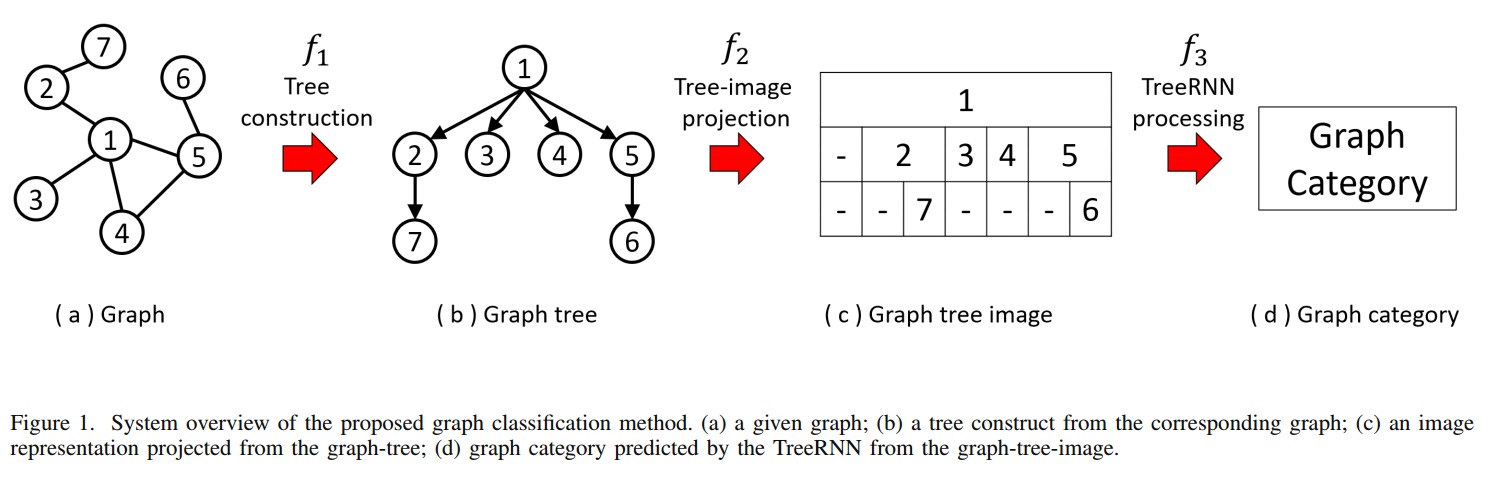 7
2
6
1
5
3
4
( a ) Graph
f1
Tree
construction
1
2 3 4 5
7 6
( b ) Graph tree
f2
Tree-image
projection
1
- 2 3 4 5
- - 7 - - - 6
( c ) Graph tree image
f3
TreeRNN
processing
Graph
Category
( d ) Graph category
Figure 1. System overview of the proposed graph classification method. (a) a given graph; (b) a tree construct from the corresponding graph; (c) an image
representation projected from the graph-tree; (d) graph category predicted by the TreeRNN from the graph-tree-image.